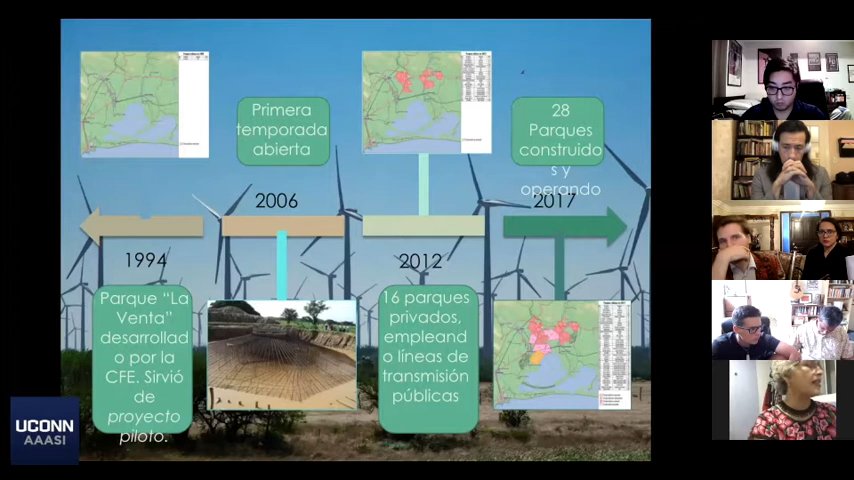 Primera
temporada
abierta
28
Parques
construido
s y
operando
2006
2017
1994
2012
Parque "La
Venta"
desarrollad
o por la
CFE. Sirvió
de
proyecto
piloto.
16 parques
privados,
empleand
o líneas de
transmisión
públicas
UCONN
AAASI